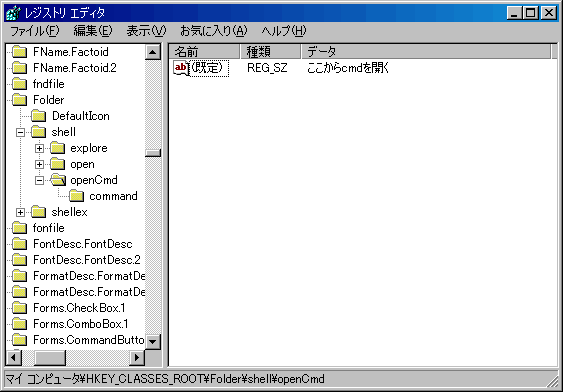 レジストリ エディタ
ファイル(F) 編集(E) 表示(V) お気に入り(A) ヘルプ(H)
FName.Factoid
FName.Factoid.2
fndfile
Folder
DefaultIcon
shell
explore
open
openCmd
command
shellex
fonfile
FontDesc.FontDesc
FontDesc.FontDesc.2
FormatDesc.FormatDe
FormatDesc.FormatDe
Forms.CheckBox.1
Forms.ComboBox.1
Forms.CommandButto
名前 種類 データ
ab (既定) REG_SZ ここからcmdを開く
マイ コンピュータ¥HKEY_CLASSES_ROOT¥Folder¥shell¥openCmd